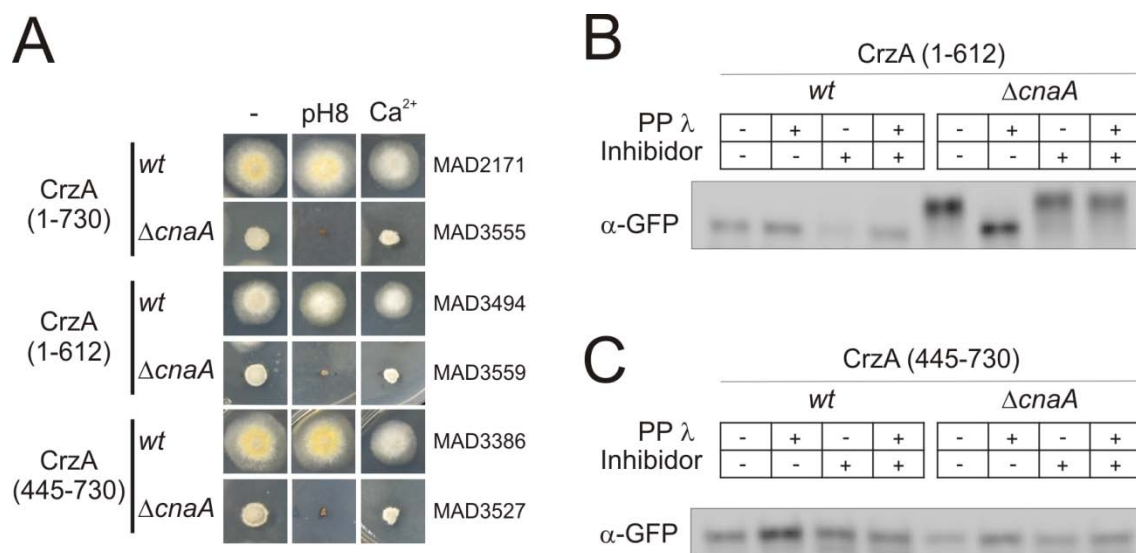 A
- pH8 Ca²⁺
CrzA (1-730)
wt MAD2171
ΔcnaA MAD3555
CrzA (1-612)
wt MAD3494
ΔcnaA MAD3559
CrzA (445-730)
wt MAD3386
ΔcnaA MAD3527
B
CrzA (1-612)
wt ΔcnaA
PP λ - + - + - + - +
Inhibidor - - + + - - + +
α-GFP
C
CrzA (445-730)
wt ΔcnaA
PP λ - + - + - + - +
Inhibidor - - + + - - + +
α-GFP